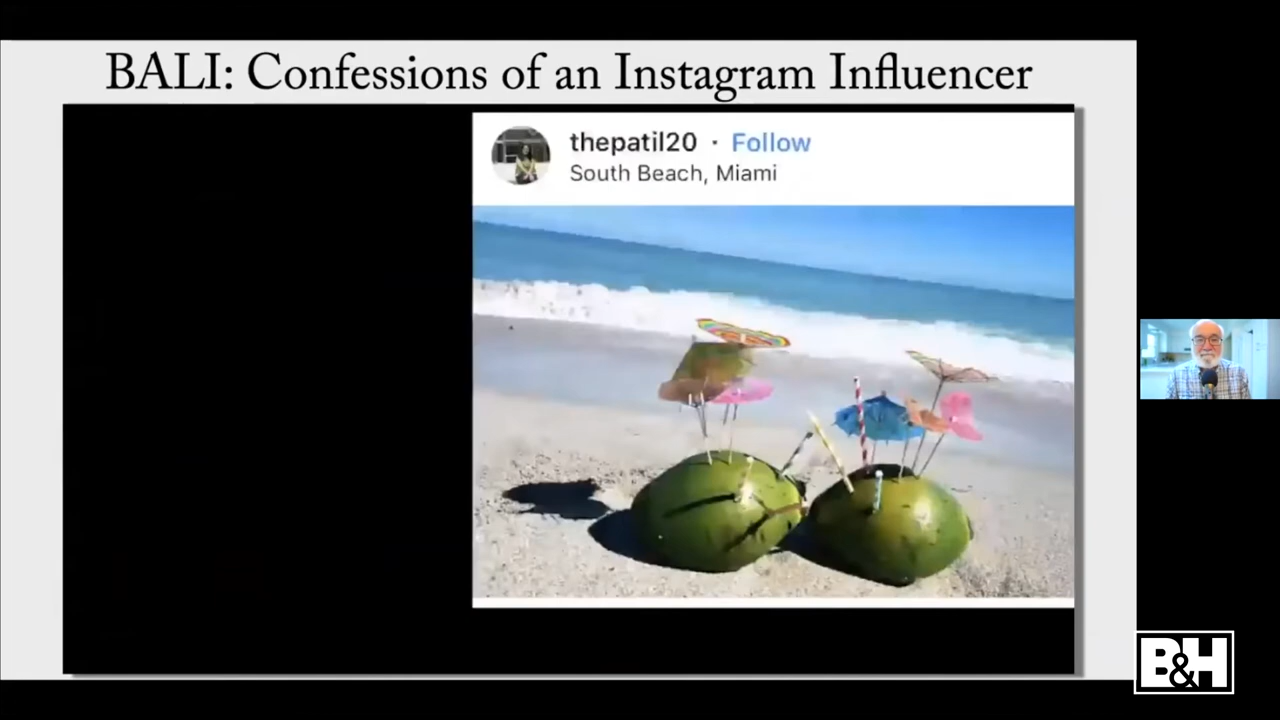 BALI: Confessions of an Instagram Influencer
thepatil20 · Follow
South Beach, Miami
B&H